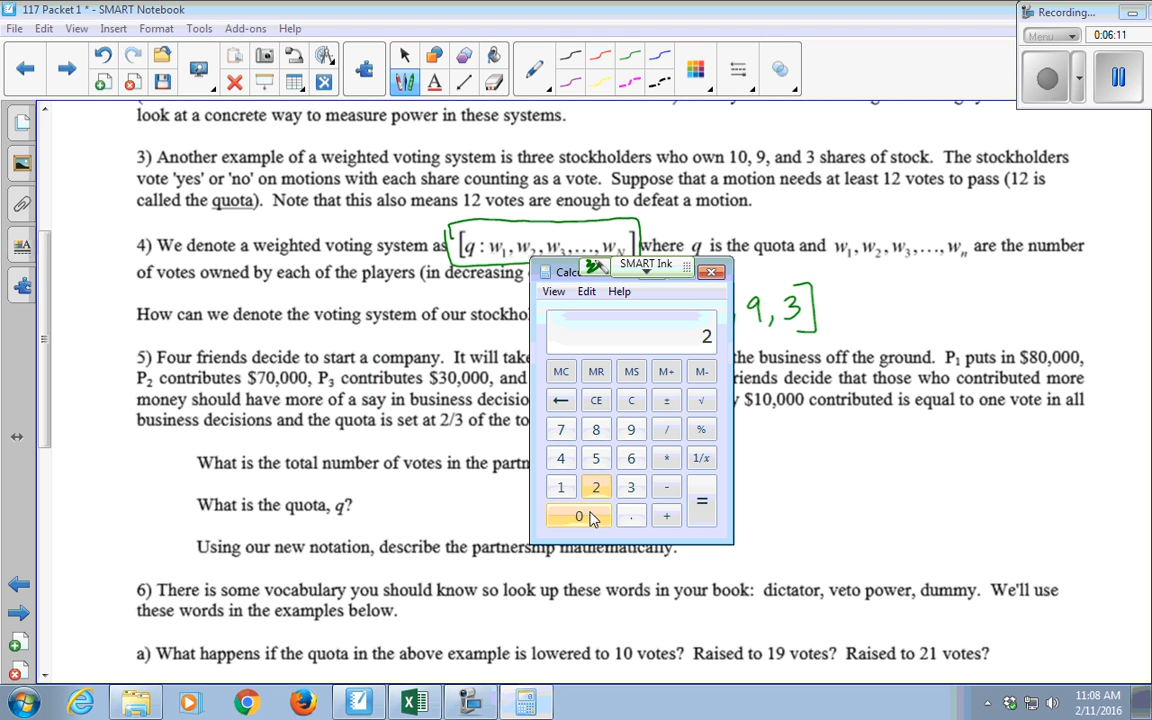 117 Packet 1 * - SMART Notebook
File Edit View Insert Format Tools Add-ons Help
Recording...
Menu
0:06:11
look at a concrete way to measure power in these systems.
3) Another example of a weighted voting system is three stockholders who own 10, 9, and 3 shares of stock. The stockholders
vote 'yes' or 'no' on motions with each share counting as a vote. Suppose that a motion needs at least 12 votes to pass (12 is
called the quota). Note that this also means 12 votes are enough to defeat a motion.
4) We denote a weighted voting system as [q : w₁, w₂, w₃,..., w_N] where q is the quota and w₁, w₂, w₃,..., wₙ are the number
of votes owned by each of the players (in decreasing
How can we denote the voting system of our stockho
, 9, 3]
5) Four friends decide to start a company. It will take the business off the ground. P₁ puts in $80,000,
P₂ contributes $70,000, P₃ contributes $30,000, and riends decide that those who contributed more
money should have more of a say in business decisio y $10,000 contributed is equal to one vote in all
business decisions and the quota is set at 2/3 of the to
What is the total number of votes in the partn
What is the quota, q?
Using our new notation, describe the partnership mathematically.
6) There is some vocabulary you should know so look up these words in your book: dictator, veto power, dummy. We'll use
these words in the examples below.
a) What happens if the quota in the above example is lowered to 10 votes? Raised to 19 votes? Raised to 21 votes?
Calcu
SMART Ink
View Edit Help
2
MC MR MS M+ M-
← CE C ± √
7 8 9 / %
4 5 6 * 1/x
1 2 3 - =
0 . +
11:08 AM
2/11/2016